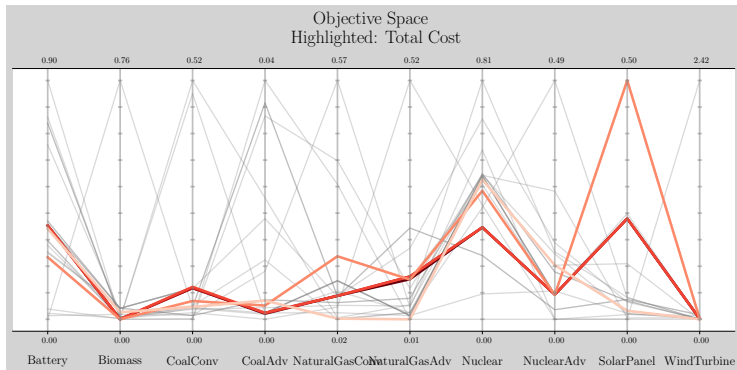 Objective Space
Highlighted: Total Cost
0.90 0.76 0.52 0.04 0.57 0.52 0.81 0.49 0.50 2.42
0.00 0.00 0.00 0.00 0.02 0.01 0.00 0.00 0.00 0.00
Battery Biomass CoalConv CoalAdv NaturalGasConv NaturalGasAdv Nuclear NuclearAdv SolarPanel WindTurbine